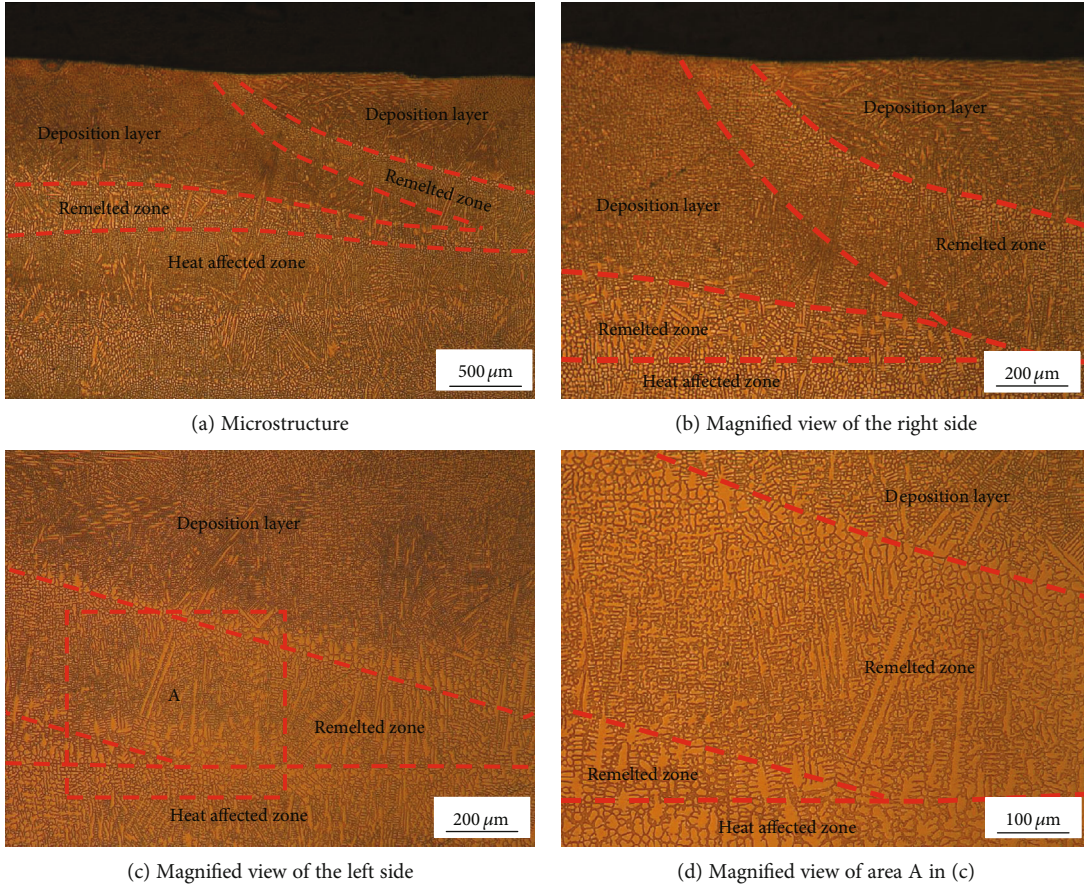 Deposition layer
Deposition layer
Remelted zone
Remelted zone
Heat affected zone
500 μm
(a) Microstructure
Deposition layer
Deposition layer
Remelted zone
Remelted zone
Heat affected zone
200 μm
(b) Magnified view of the right side
Deposition layer
A
Remelted zone
Heat affected zone
200 μm
(c) Magnified view of the left side
Deposition layer
Remelted zone
Remelted zone
Heat affected zone
100 μm
(d) Magnified view of area A in (c)